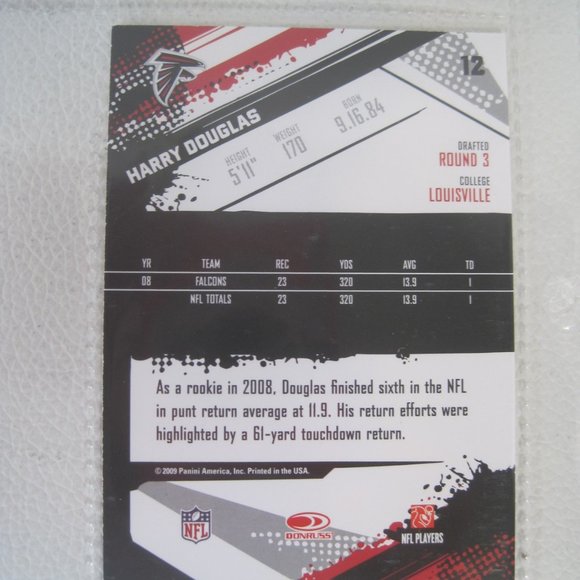 12
HARRY DOUGLAS
HEIGHT WEIGHT BORN
5'11" 170 9.16.84
DRAFTED
ROUND 3
COLLEGE
LOUISVILLE
YR TEAM REC YDS AVG TD
08 FALCONS 23 320 13.9 1
NFL TOTALS 23 320 13.9 1
As a rookie in 2008, Douglas finished sixth in the NFL
in punt return average at 11.9. His return efforts were
highlighted by a 61-yard touchdown return.
© 2009 Panini America, Inc. Printed in the USA.
NFL DONRUSS NFL PLAYERS